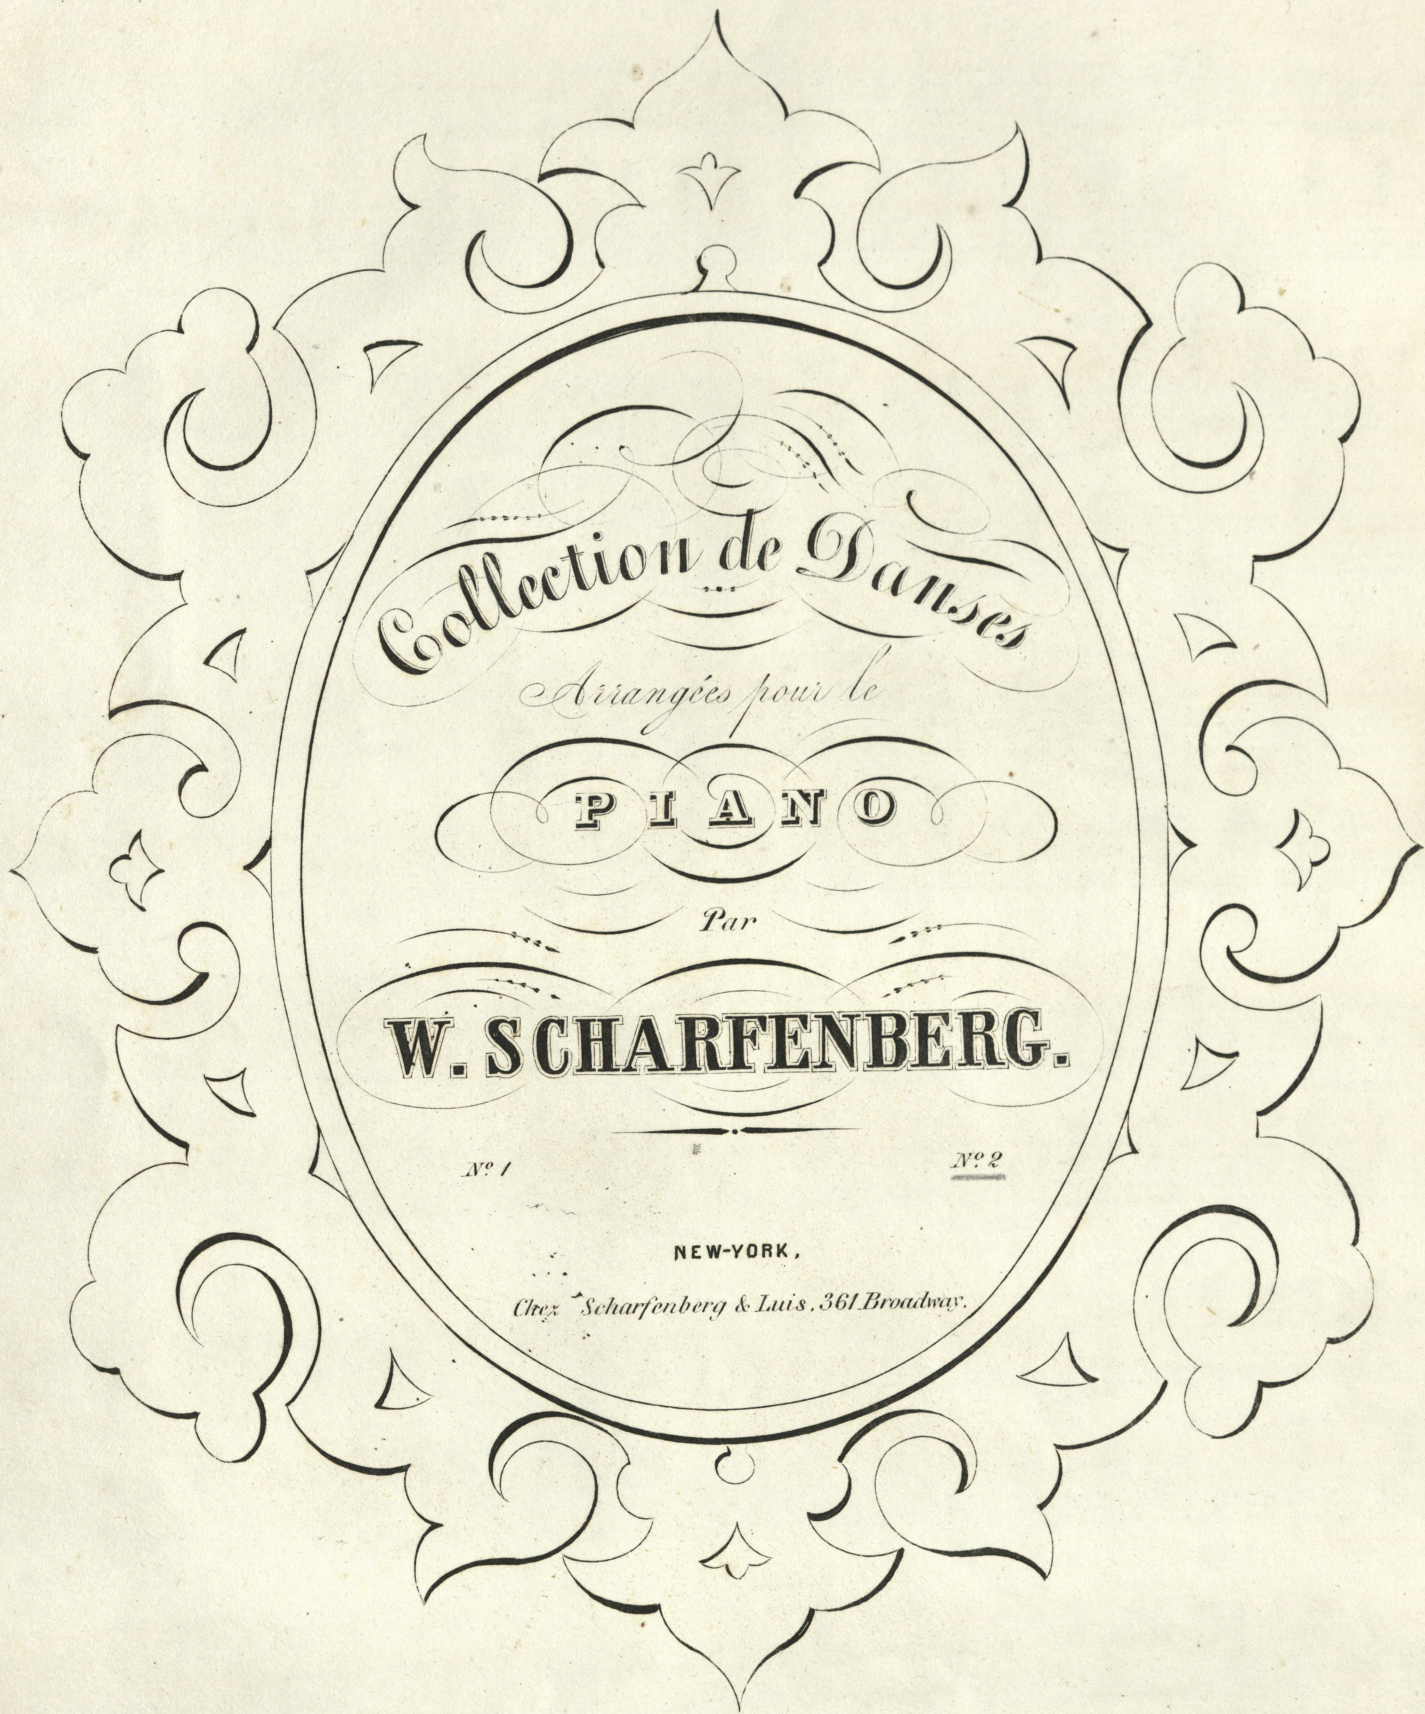 Collection de Danses
Arrangées pour le
PIANO
Par
W. SCHARFENBERG.
Nº 1 Nº 2
NEW-YORK,
Chez Scharfenberg & Luis, 361 Broadway.